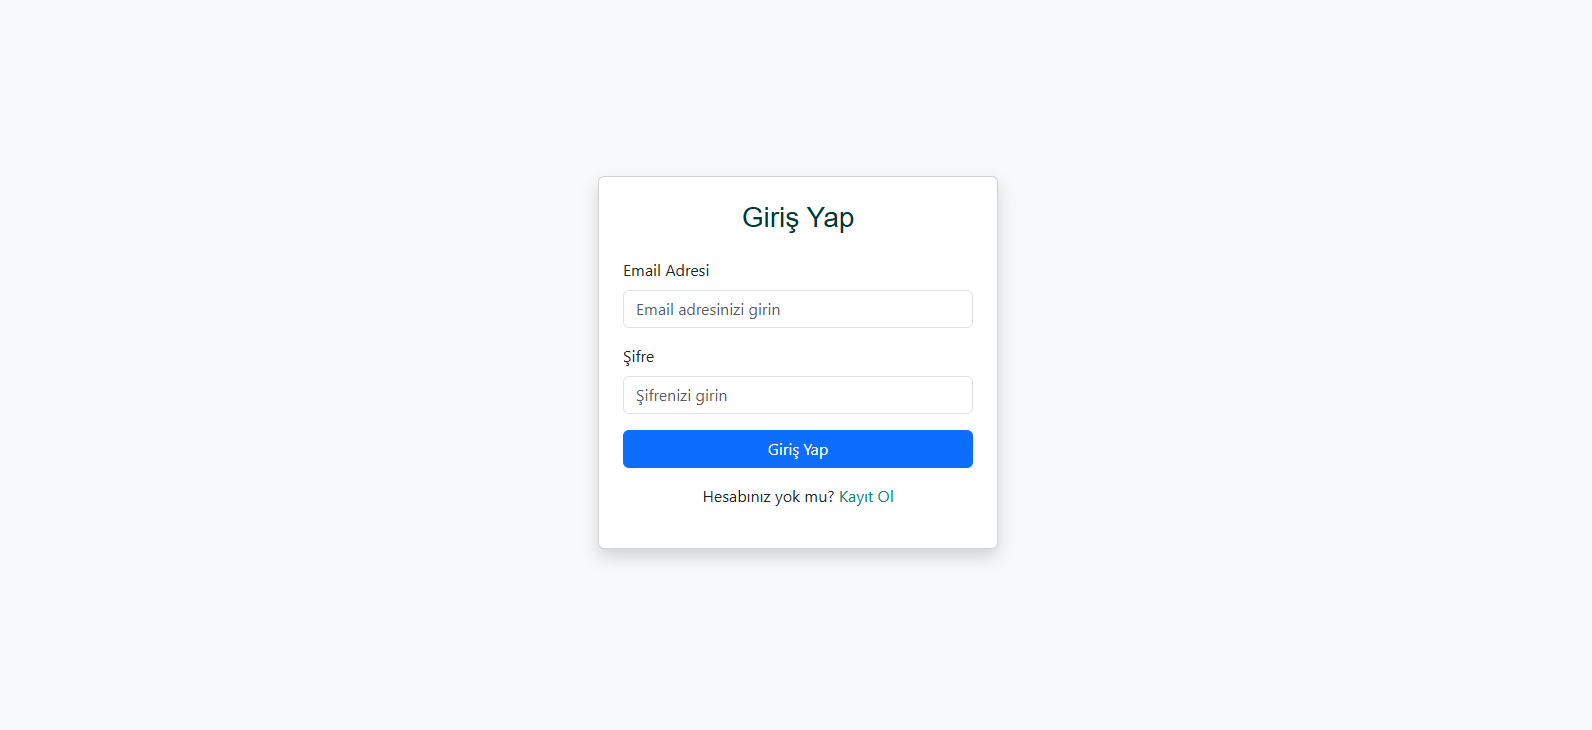 Giriş Yap
Email Adresi
Email adresinizi girin
Şifre
Şifrenizi girin
Giriş Yap
Hesabınız yok mu? Kayıt Ol